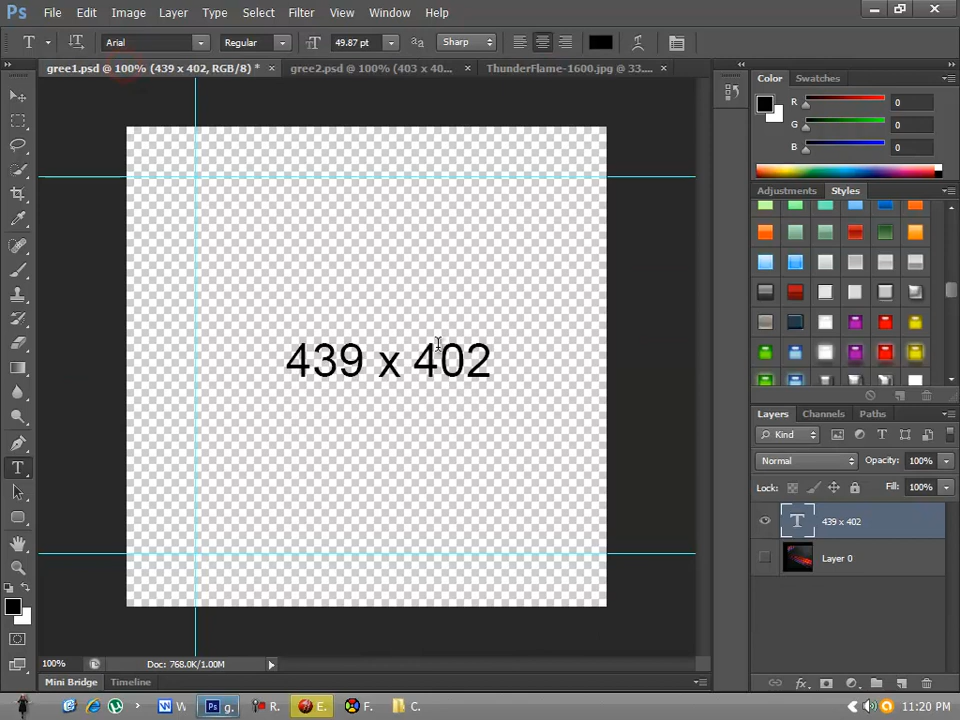 Ps File Edit Image Layer Type Select Filter View Window Help
T Arial Regular 49.87 pt aa Sharp
gree1.psd @ 100% (439 x 402, RGB/8) * × gree2.psd @ 100% (403 x 40... × ThunderFlame-1600.jpg @ 33.... ×
Color Swatches
R 0
G 0
B 0
Adjustments Styles
439 x 402
Layers Channels Paths
Kind
Normal Opacity: 100%
Lock: Fill: 100%
T 439 x 402
Layer 0
100% Doc: 768.0K/1.00M
Mini Bridge Timeline
W Ps g. R. E. F. C. 11:20 PM